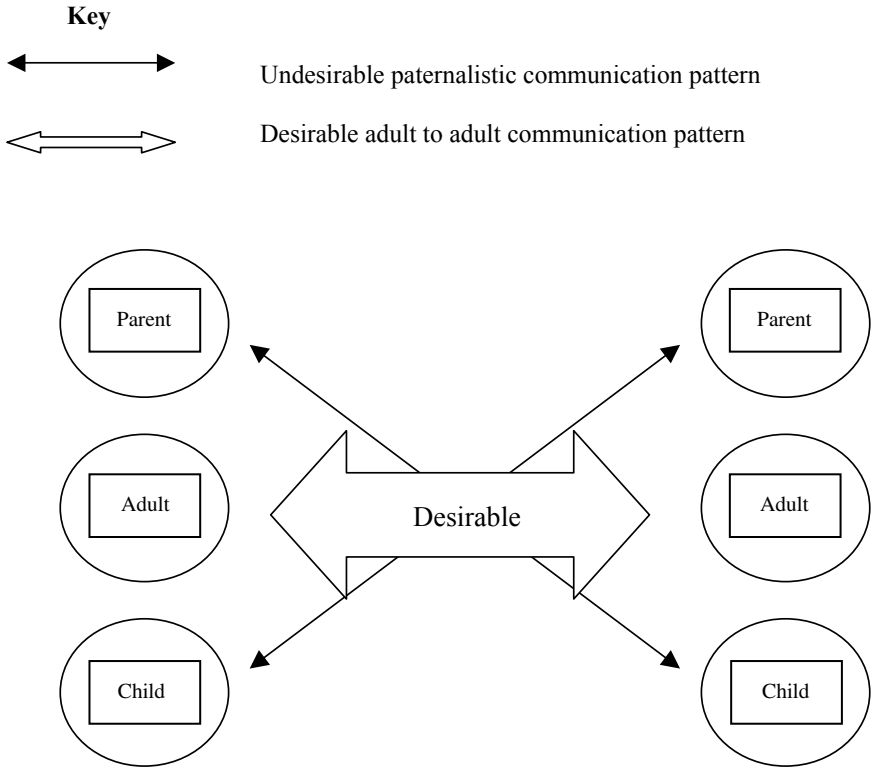 Key
Undesirable paternalistic communication pattern
Desirable adult to adult communication pattern
Parent
Parent
Adult
Desirable
Adult
Child
Child